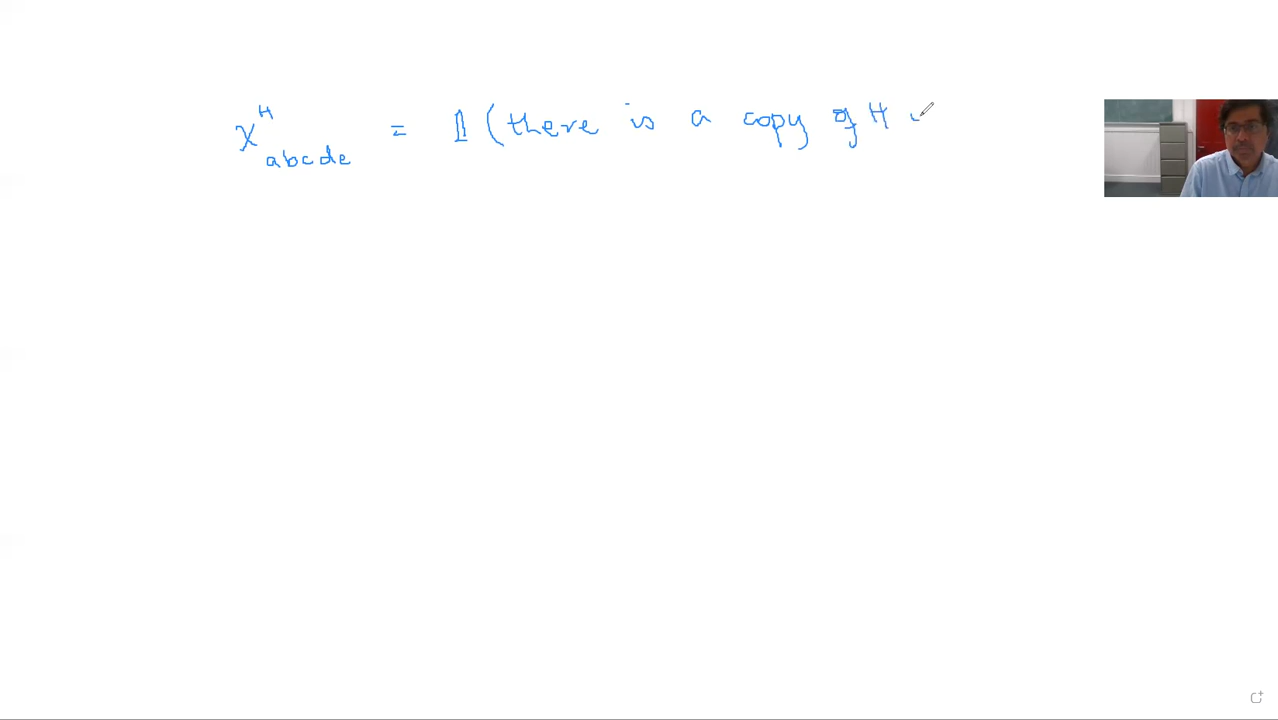 X^H_abcde = 𝟙 (there is a copy of H